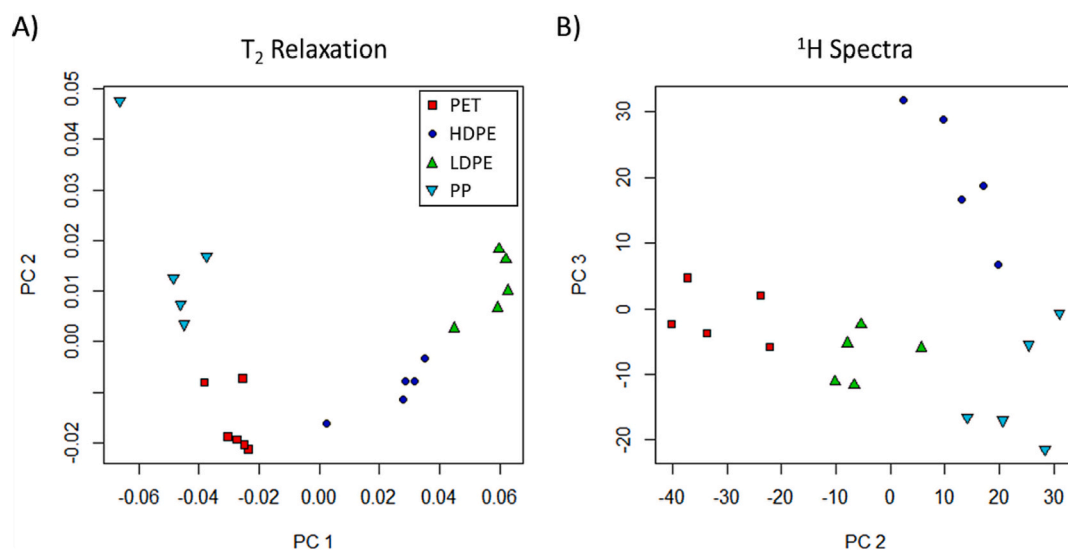 A)
T₂ Relaxation
PC 2
0.05
0.04
0.03
0.02
0.01
0.00
-0.02
PET
HDPE
LDPE
PP
-0.06 -0.04 -0.02 0.00 0.02 0.04 0.06
PC 1
B)
¹H Spectra
PC 3
30
20
10
0
-10
-20
-40 -30 -20 -10 0 10 20 30
PC 2